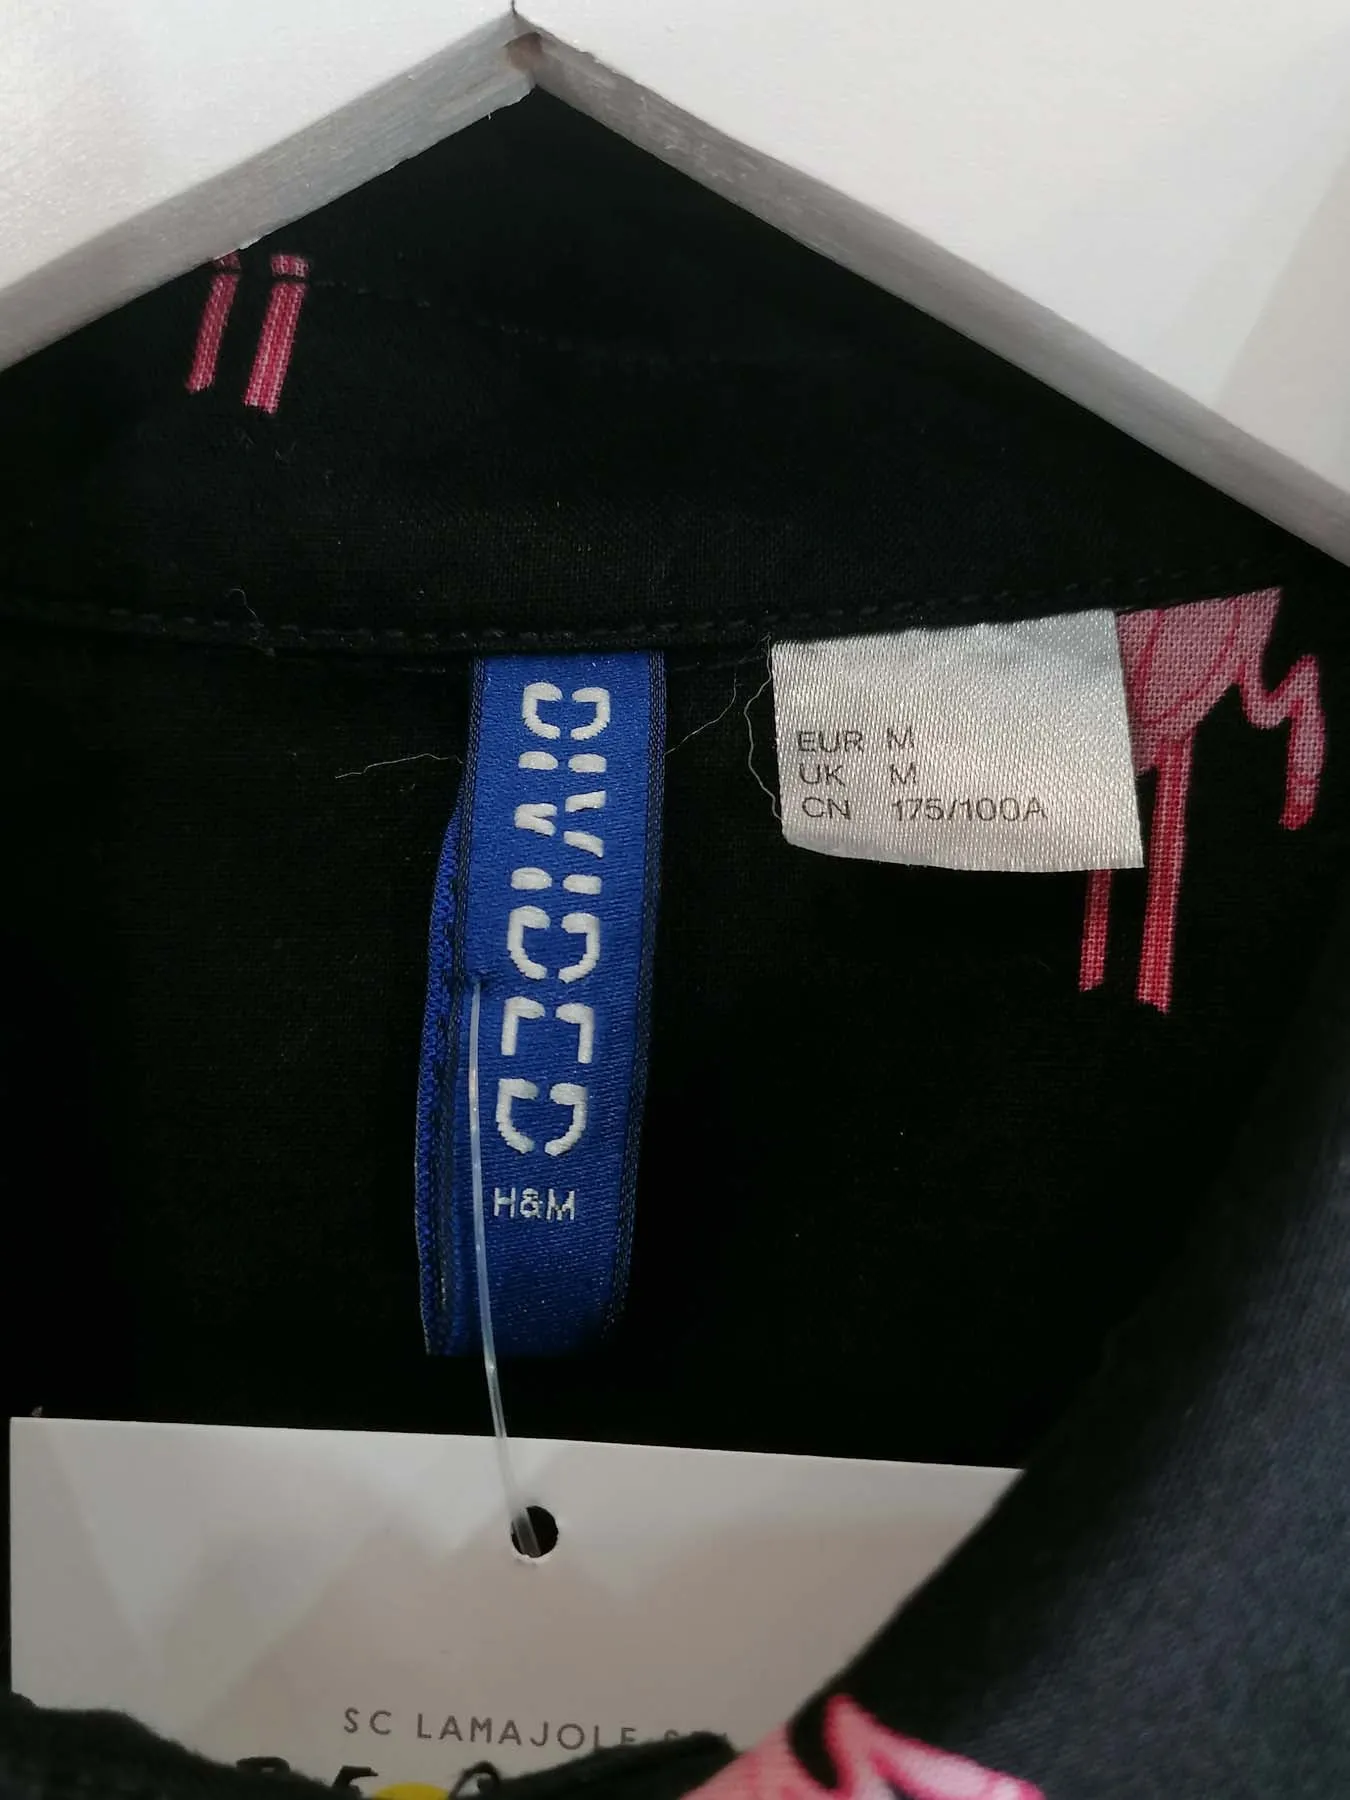 DIVIDED
H&M
EUR M
UK M
CN 175/100A
SC LAMAJOLE